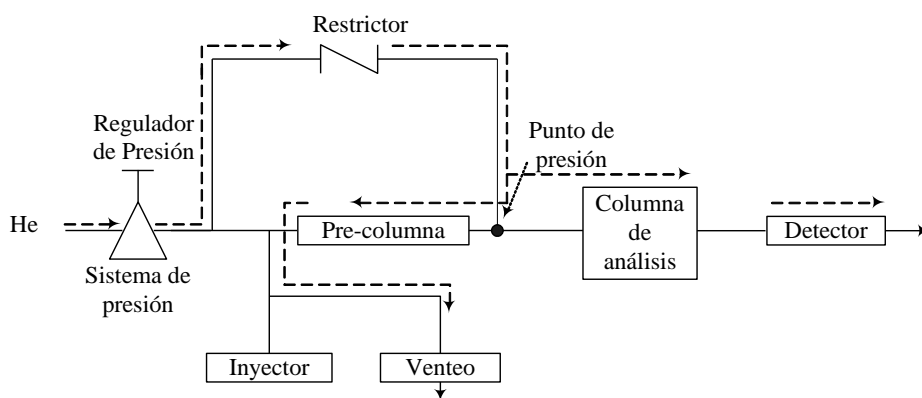 Restrictor
Regulador
de Presión
Punto de
presión
He
Pre-columna
Columna
de
análisis
Detector
Sistema de
presión
Inyector
Venteo